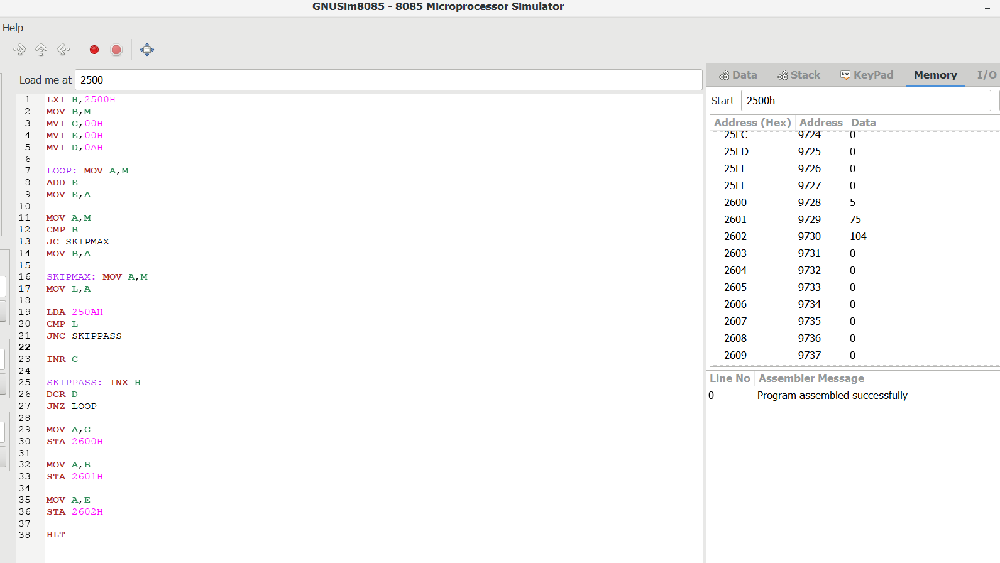 GNUSim8085 - 8085 Microprocessor Simulator
Help
Load me at 2500
1 LXI H,2500H
2 MOV B,M
3 MVI C,00H
4 MVI E,00H
5 MVI D,0AH
6
7 LOOP: MOV A,M
8 ADD E
9 MOV E,A
10
11 MOV A,M
12 CMP B
13 JC SKIPMAX
14 MOV B,A
15
16 SKIPMAX: MOV A,M
17 MOV L,A
18
19 LDA 250AH
20 CMP L
21 JNC SKIPPASS
22
23 INR C
24
25 SKIPPASS: INX H
26 DCR D
27 JNZ LOOP
28
29 MOV A,C
30 STA 2600H
31
32 MOV A,B
33 STA 2601H
34
35 MOV A,E
36 STA 2602H
37
38 HLT
Data Stack Abc KeyPad Memory I/O
Start 2500h
Address (Hex) Address Data
25FC 9724 0
25FD 9725 0
25FE 9726 0
25FF 9727 0
2600 9728 5
2601 9729 75
2602 9730 104
2603 9731 0
2604 9732 0
2605 9733 0
2606 9734 0
2607 9735 0
2608 9736 0
2609 9737 0
Line No Assembler Message
0 Program assembled successfully